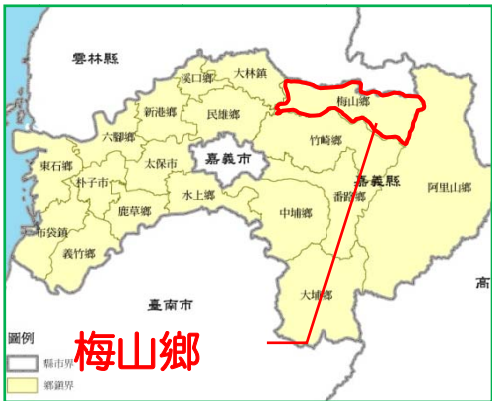 雲林縣
溪口鄉
大林鎮
梅山鄉
新港鄉
民雄鄉
六腳鄉
竹崎鄉
東石鄉
太保市
嘉義市
朴子市
嘉義縣
阿里山鄉
水上鄉
番路鄉
鹿草鄉
中埔鄉
布袋鎮
義竹鄉
大埔鄉
高
臺南市
圖例
梅山鄉
縣市界
鄉鎮界